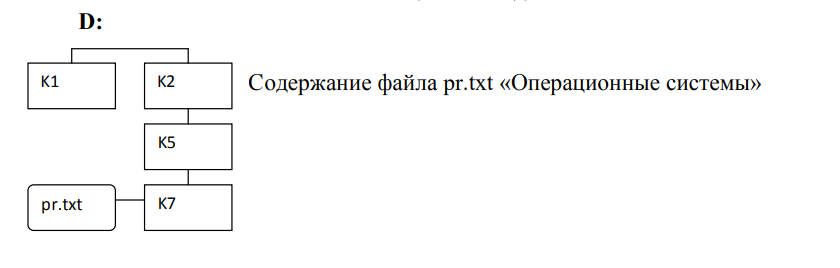 D:
K1
K2
Содержание файла pr.txt «Операционные системы»
K5
pr.txt
K7